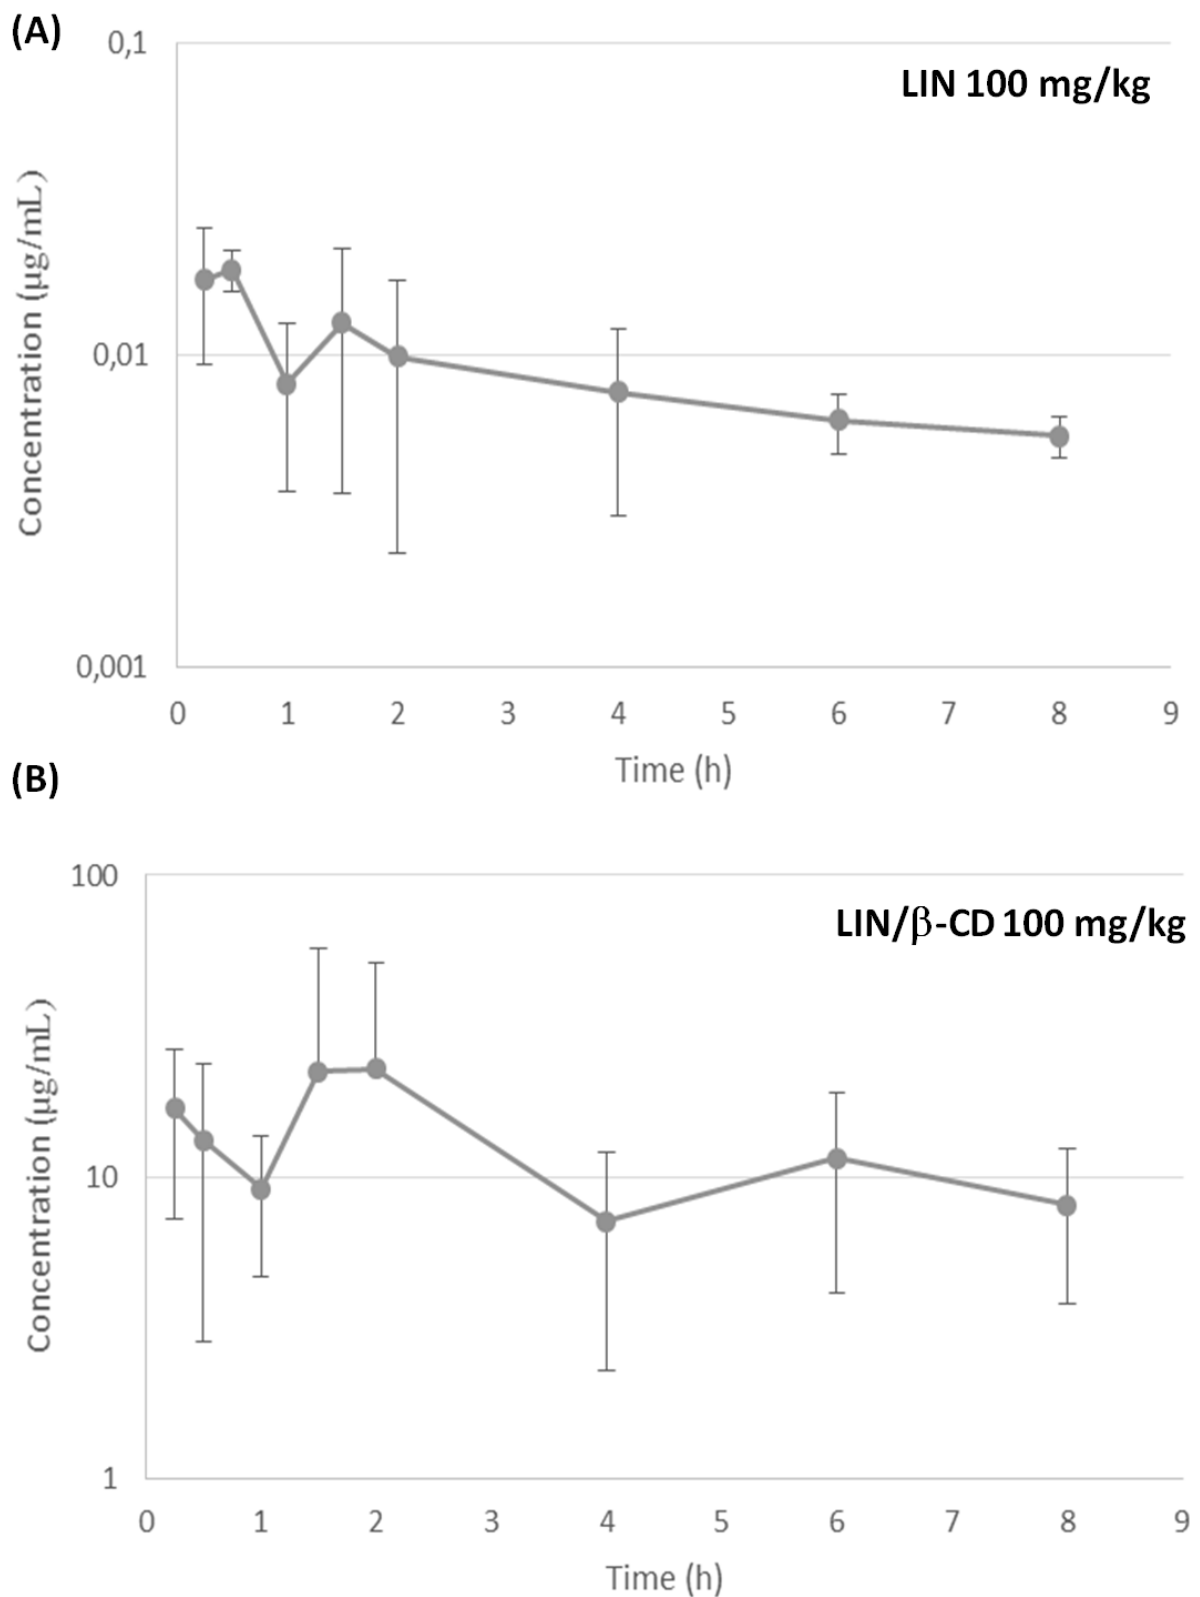 (A)
0,1
LIN 100 mg/kg
Concentration (µg/mL)
0,01
0,001
0 1 2 3 4 5 6 7 8 9
Time (h)
(B)
100
LIN/β-CD 100 mg/kg
Concentration (µg/mL)
10
1
0 1 2 3 4 5 6 7 8 9
Time (h)